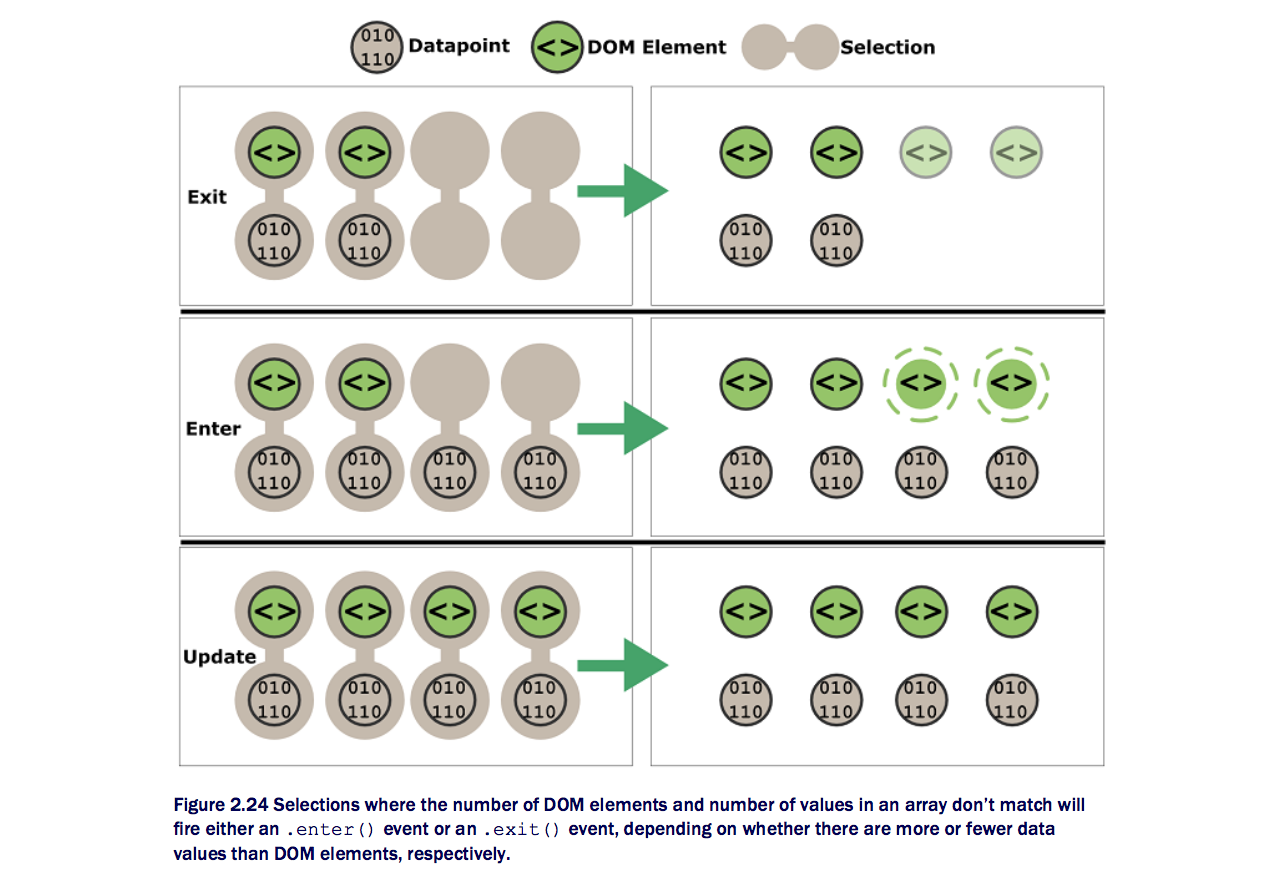 010
110 Datapoint <> DOM Element Selection
Exit
<> <>
010 010
110 110
<> <> <> <>
010 010
110 110
Enter
<> <>
010 010 010 010
110 110 110 110
<> <> <> <>
010 010 010 010
110 110 110 110
Update
<> <> <> <>
010 010 010 010
110 110 110 110
<> <> <> <>
010 010 010 010
110 110 110 110
Figure 2.24 Selections where the number of DOM elements and number of values in an array don’t match will
fire either an .enter() event or an .exit() event, depending on whether there are more or fewer data
values than DOM elements, respectively.